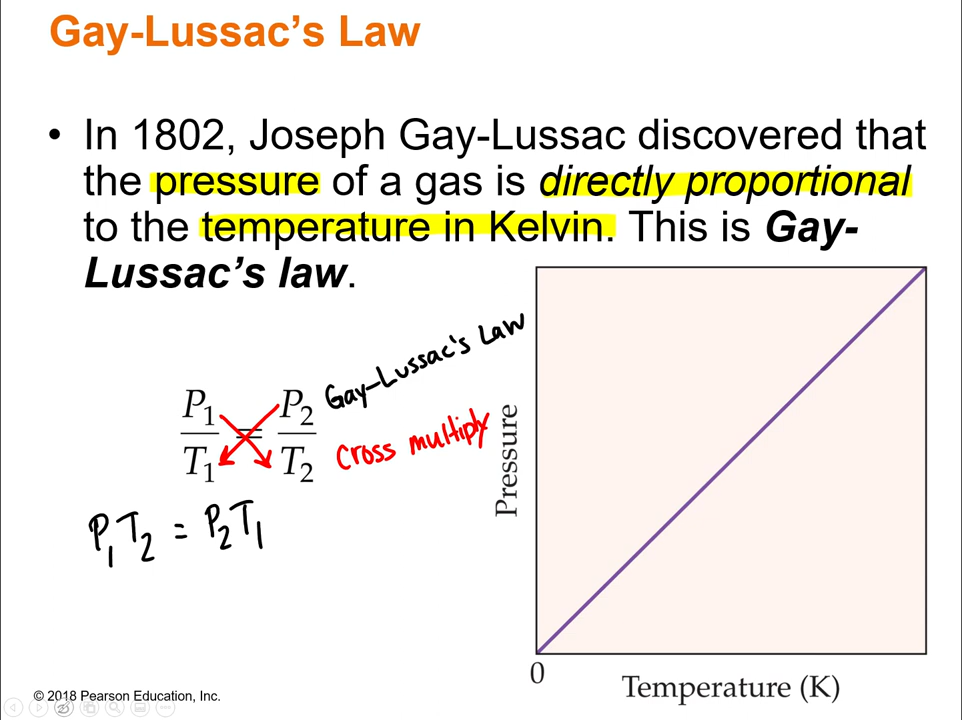 Gay-Lussac’s Law
• In 1802, Joseph Gay-Lussac discovered that
the pressure of a gas is directly proportional
to the temperature in Kelvin. This is Gay-
Lussac’s law.
P₁/T₁ = P₂/T₂
Gay-Lussac's Law
Cross multiply
P₁T₂ = P₂T₁
Pressure
0
Temperature (K)
© 2018 Pearson Education, Inc.